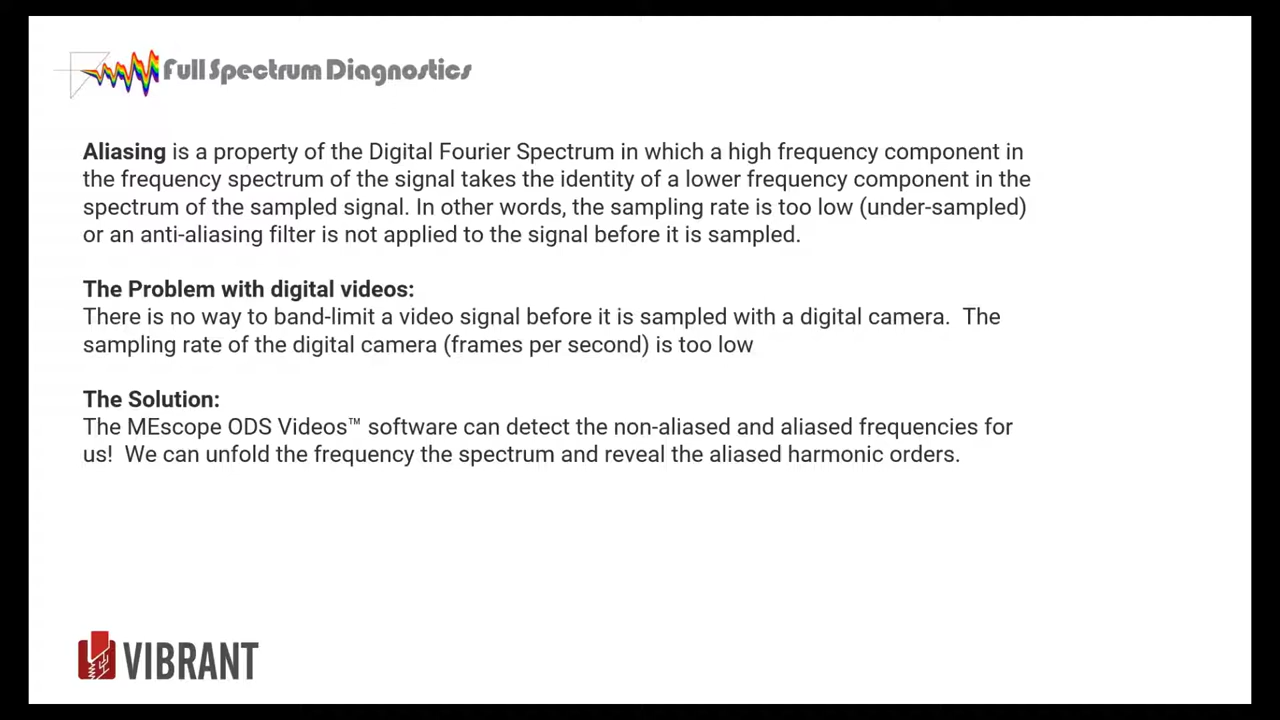 Full Spectrum Diagnostics
Aliasing is a property of the Digital Fourier Spectrum in which a high frequency component in
the frequency spectrum of the signal takes the identity of a lower frequency component in the
spectrum of the sampled signal. In other words, the sampling rate is too low (under-sampled)
or an anti-aliasing filter is not applied to the signal before it is sampled.
The Problem with digital videos:
There is no way to band-limit a video signal before it is sampled with a digital camera.  The
sampling rate of the digital camera (frames per second) is too low
The Solution:
The MEscope ODS Videos™ software can detect the non-aliased and aliased frequencies for
us!  We can unfold the frequency the spectrum and reveal the aliased harmonic orders.
VIBRANT